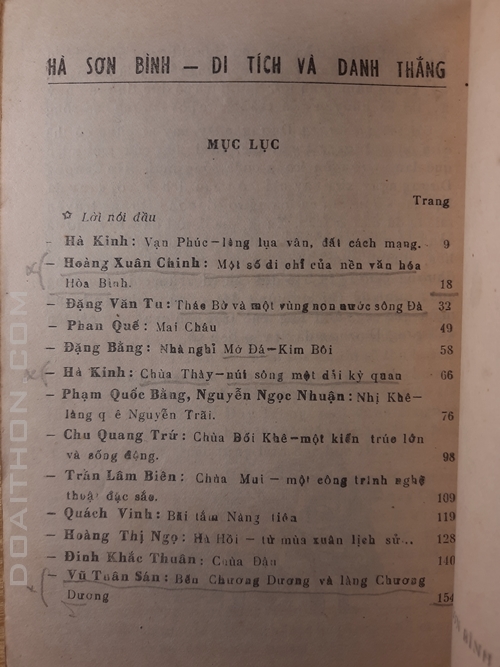 HÀ SƠN BÌNH — DI TÍCH VÀ DANH THẮNG
MỤC LỤC
Trang
☆ Lời nói đầu
— Hà Kỉnh: Vạn Phúc—làng lụa vân, đất cách mạng. 9
— Hoàng Xuân Chinh: Một số di chỉ của nền văn hóa
Hòa Bình. 18
— Đặng Văn Tu: Thác Bờ và một vùng non nước sông Đà 32
— Phan Quế: Mai Châu 49
— Đặng Bằng: Nhà nghỉ Mớ Đá—Kim Bôi 58
— Hà Kỉnh: Chùa Thày—núi sông một dải kỳ quan 66
— Phạm Quốc Bằng, Nguyễn Ngọc Nhuận: Nhị Khê—
làng q ê Nguyễn Trãi. 76
— Chu Quang Trứ: Chùa Bối Khê—một kiến trúc lớn
và sống động. 98
— Trần Lâm Biền: Chùa Mui — một công trình nghệ
thuật đặc sắc. 109
— Quách Vinh: Bãi tắm Nàng tiên 119
— Hoàng Thị Ngọ: Hà Hồi — từ mùa xuân lịch sử.. 128
— Đinh Khắc Thuân: Chùa Đậu 140
— Vũ Tuân Sán: Bến Chương Dương và làng Chương
Dương 154
DOAITHON.COM